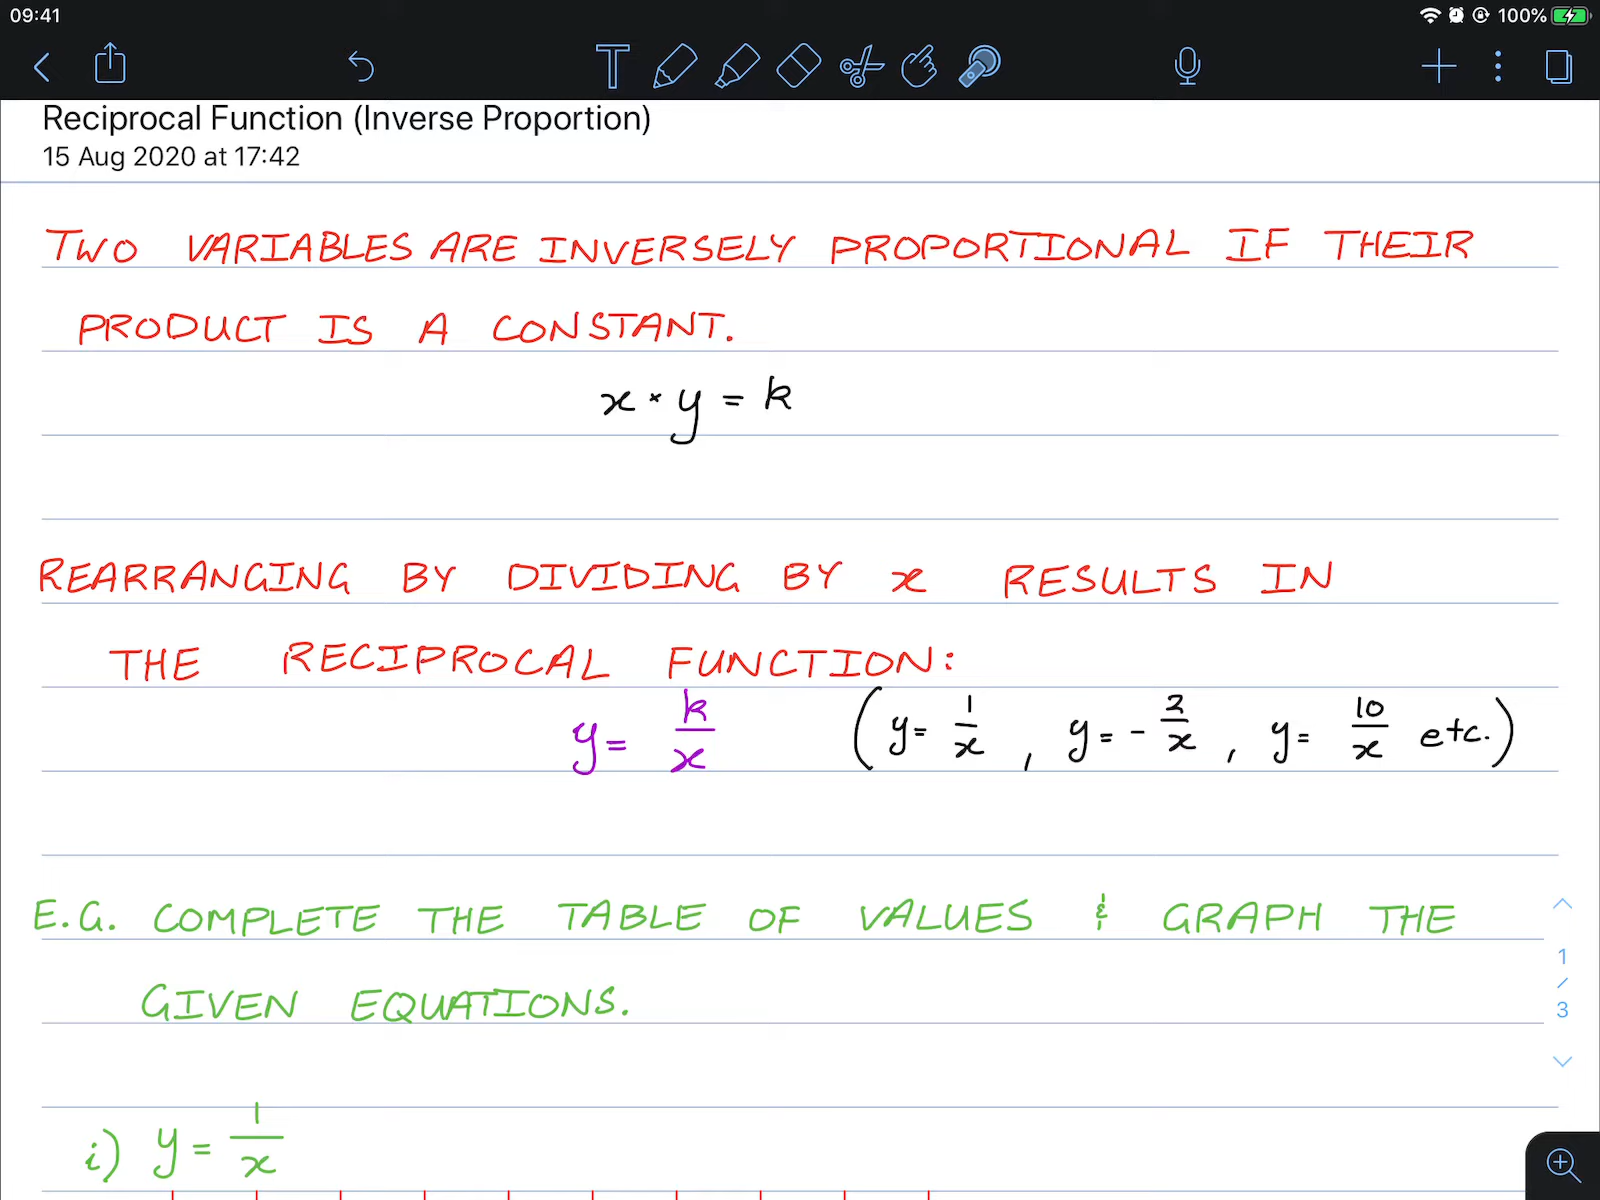 09:41 100%
Reciprocal Function (Inverse Proportion)
15 Aug 2020 at 17:42
TWO VARIABLES ARE INVERSELY PROPORTIONAL IF THEIR
PRODUCT IS A CONSTANT.
x × y = k
REARRANGING BY DIVIDING BY x RESULTS IN
THE RECIPROCAL FUNCTION:
y = k/x (y = 1/x, y = -2/x, y = 10/x etc.)
E.G. COMPLETE THE TABLE OF VALUES & GRAPH THE
GIVEN EQUATIONS.
1/3
i) y = 1/x